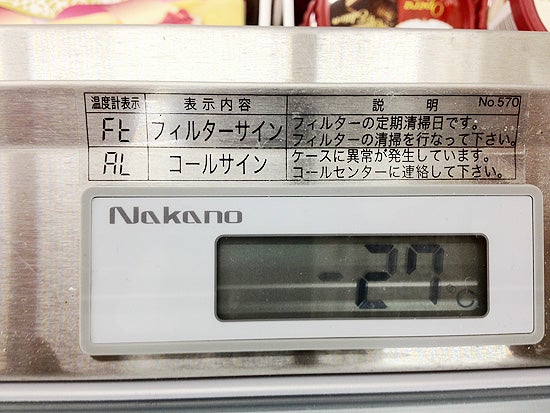 温度計表示 表示内容 説明 No 570
Ft フィルターサイン フィルターの定期清掃日です。
フィルターの清掃を行なって下さい。
AL コールサイン ケースに異常が発生しています。
コールセンターに連絡して下さい。
Nakano
-27°C